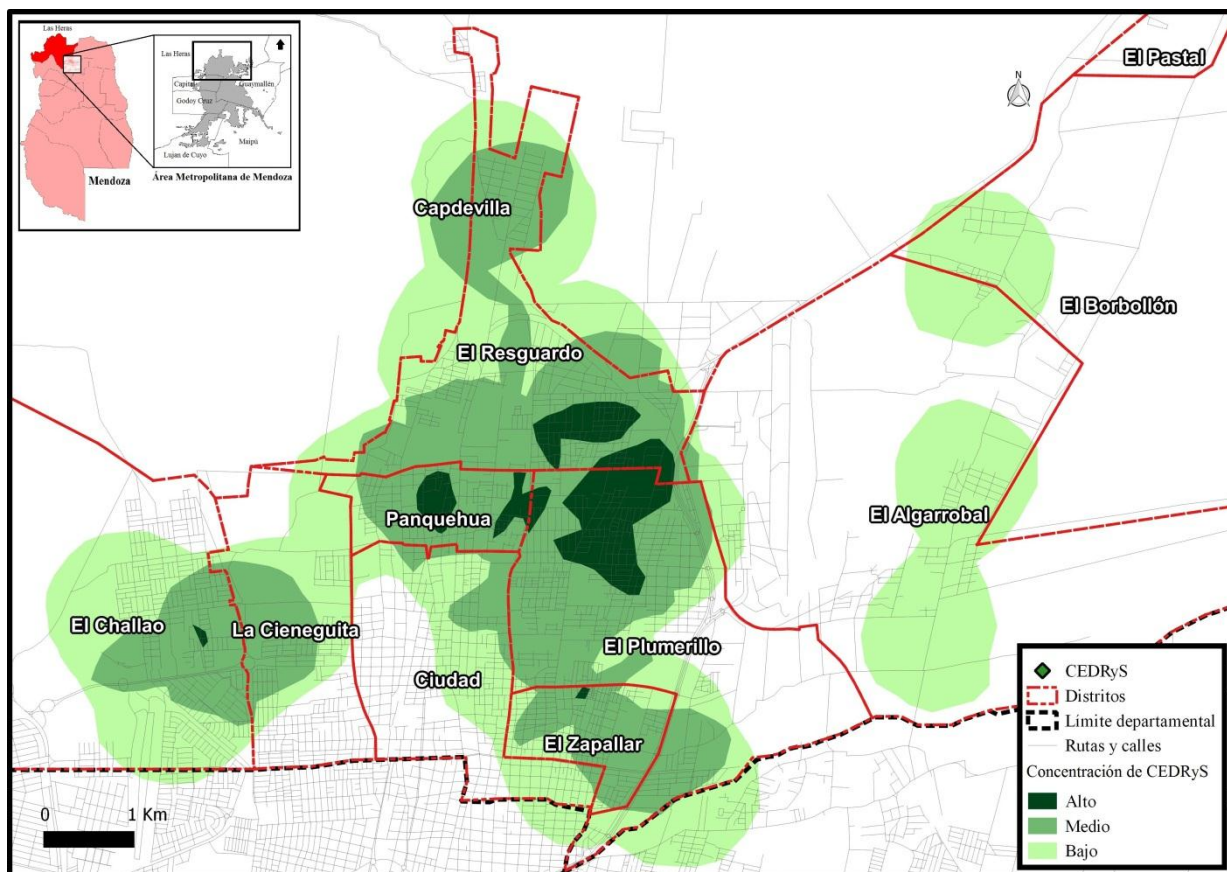 Las Heras
Las Heras
Capital
Guaymallén
Godoy Cruz
Maipú
Lujan de Cuyo
Mendoza
Área Metropolitana de Mendoza
N
El Pastal
Capdevilla
El Borbollón
El Resguardo
Panquehua
El Algarrobal
El Challao
La Cieneguita
El Plumerillo
Ciudad
El Zapallar
0 1 Km
CEDRyS
Distritos
Límite departamental
Rutas y calles
Concentración de CEDRyS
Alto
Medio
Bajo